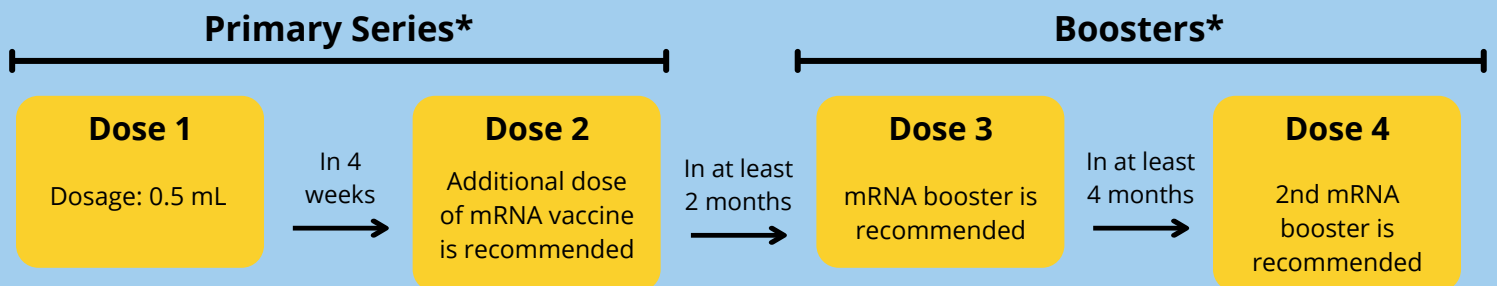 Primary Series*
Boosters*
Dose 1
Dosage: 0.5 mL
In 4
weeks
Dose 2
Additional dose
of mRNA vaccine
is recommended
In at least
2 months
Dose 3
mRNA booster is
recommended
In at least
4 months
Dose 4
2nd mRNA
booster is
recommended